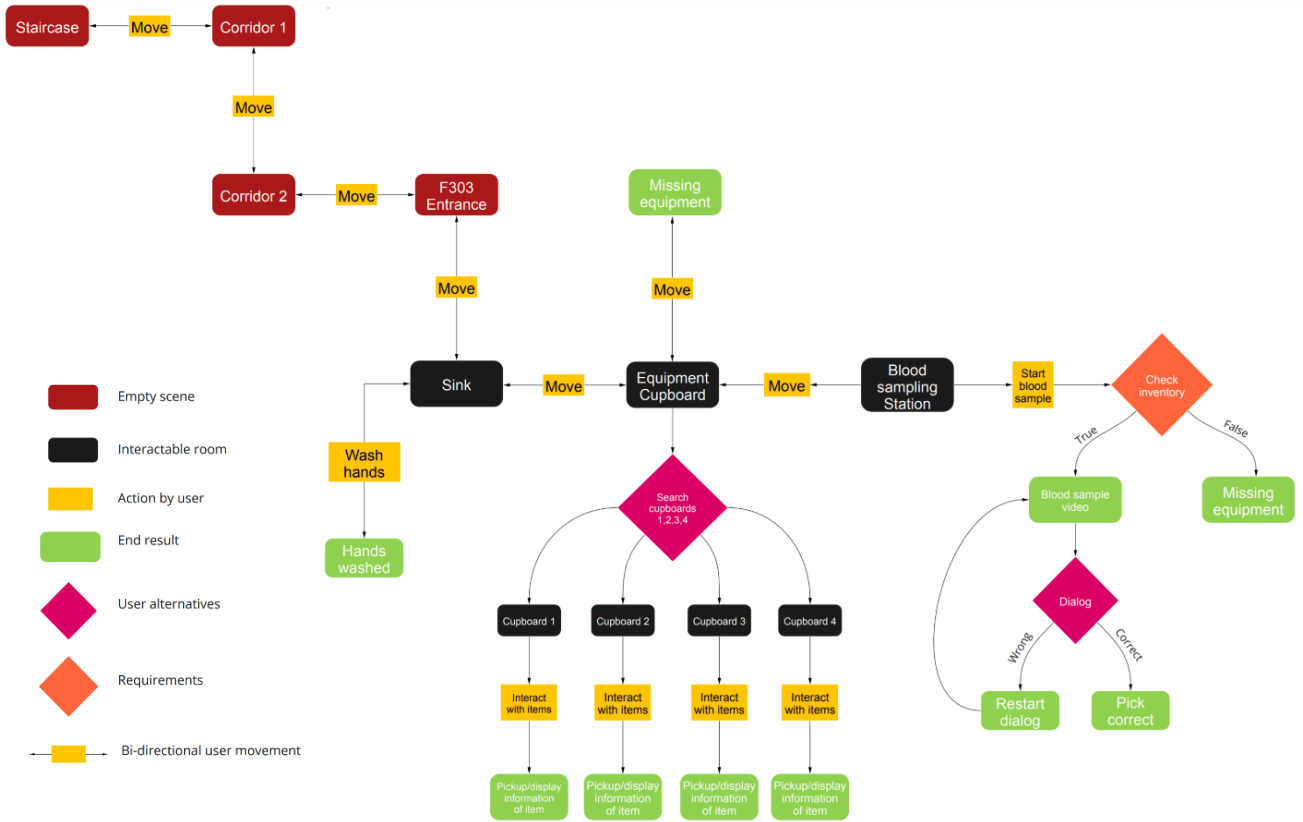 Staircase
Move
Corridor 1
Move
Corridor 2
Move
F303
Entrance
Missing
equipment
Move
Move
Sink
Move
Equipment
Cupboard
Move
Blood
sampling
Station
Start
blood
sample
Check
inventory
True
False
Wash
hands
Hands
washed
Search
cupboards
1,2,3,4
Blood sample
video
Missing
equipment
Dialog
Wrong
Correct
Restart
dialog
Pick
correct
Cupboard 1
Cupboard 2
Cupboard 3
Cupboard 4
Interact
with items
Interact
with items
Interact
with items
Interact
with items
Pickup/display
information
of item
Pickup/display
information
of item
Pickup/display
information
of item
Pickup/display
information
of item
Empty scene
Interactable room
Action by user
End result
User alternatives
Requirements
Bi-directional user movement